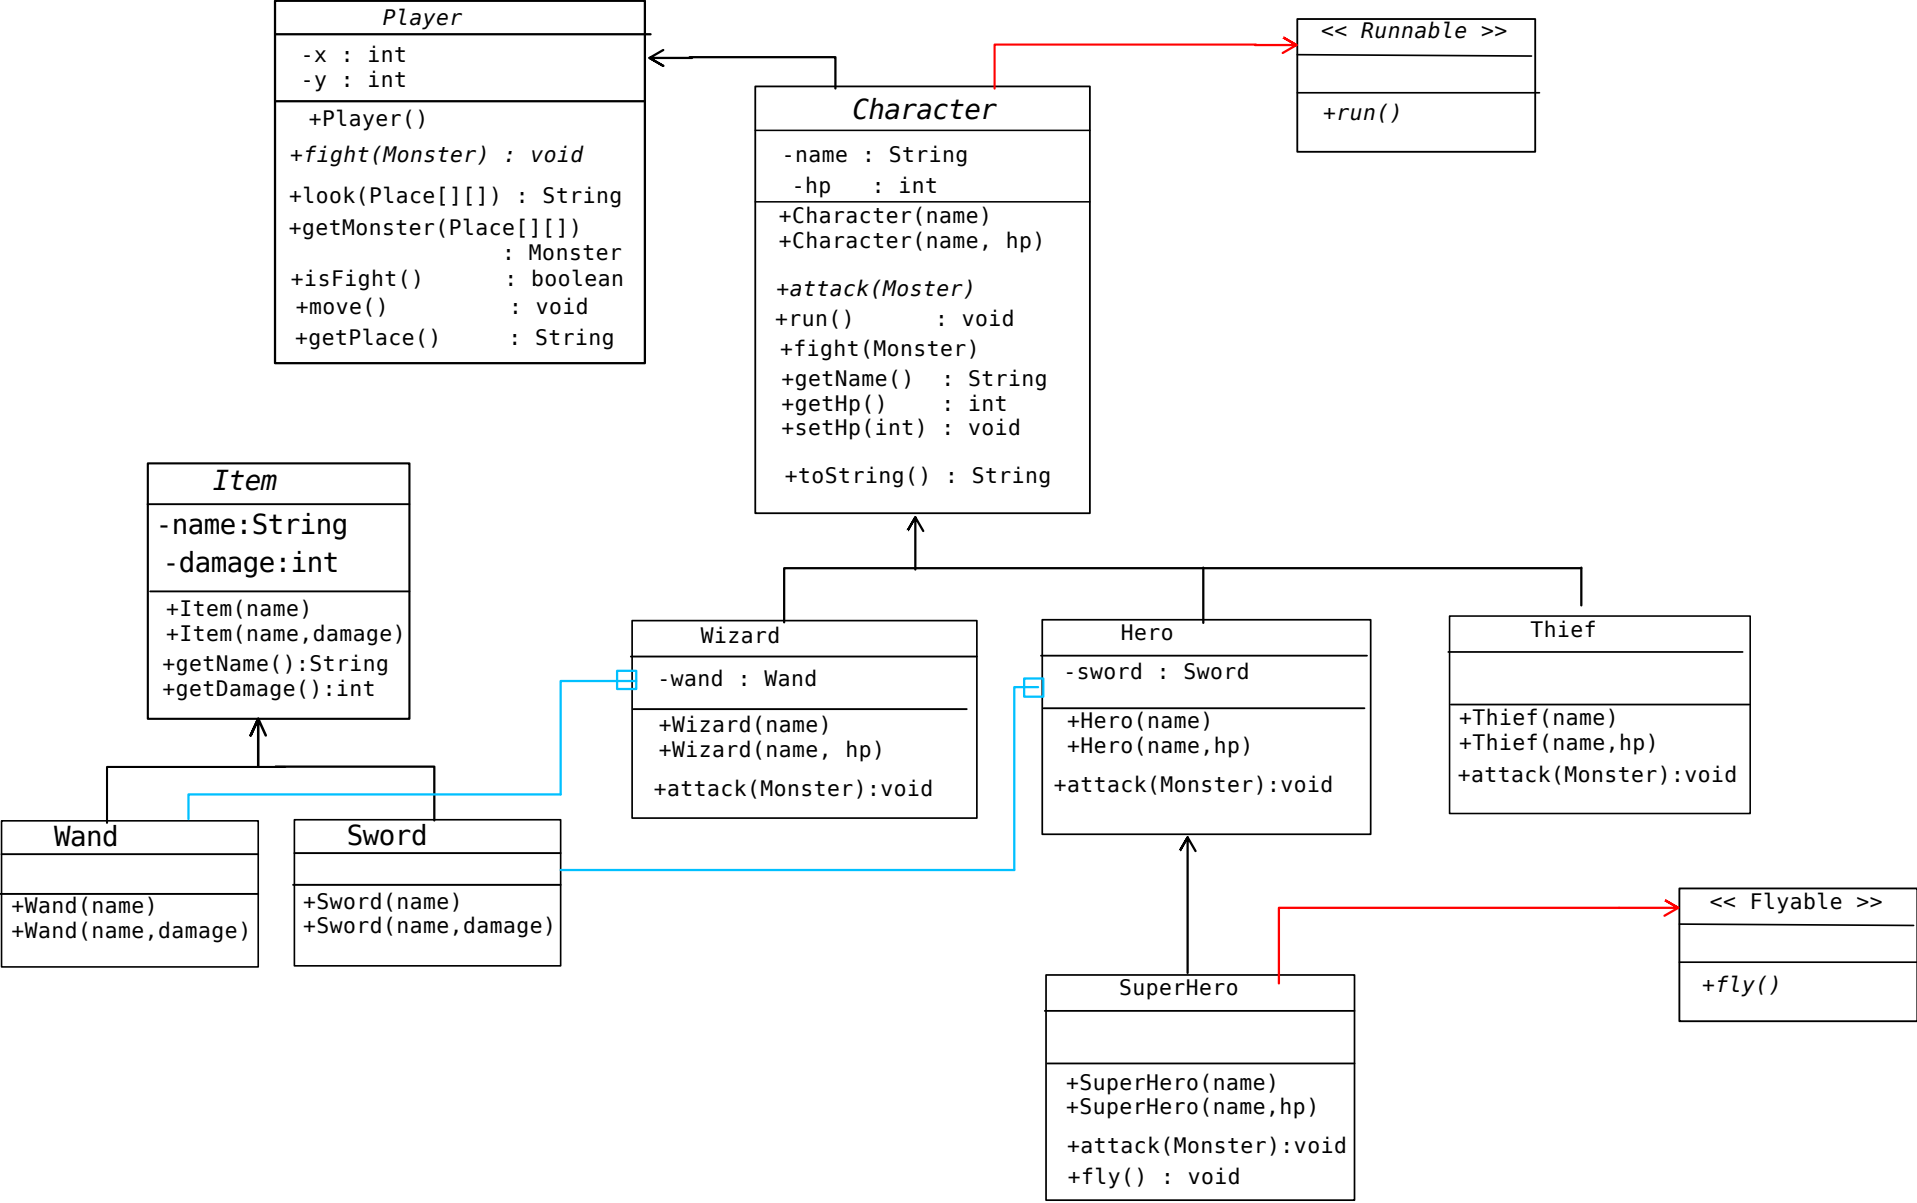 Player
-x : int
-y : int
+Player()
+fight(Monster) : void
+look(Place[][]) : String
+getMonster(Place[][])
: Monster
+isFight() : boolean
+move() : void
+getPlace() : String
Character
-name : String
-hp : int
+Character(name)
+Character(name, hp)
+attack(Moster)
+run() : void
+fight(Monster)
+getName() : String
+getHp() : int
+setHp(int) : void
+toString() : String
<< Runnable >>
+run()
Item
-name:String
-damage:int
+Item(name)
+Item(name,damage)
+getName():String
+getDamage():int
Wizard
-wand : Wand
+Wizard(name)
+Wizard(name, hp)
+attack(Monster):void
Hero
-sword : Sword
+Hero(name)
+Hero(name,hp)
+attack(Monster):void
Thief
+Thief(name)
+Thief(name,hp)
+attack(Monster):void
Wand
+Wand(name)
+Wand(name,damage)
Sword
+Sword(name)
+Sword(name,damage)
<< Flyable >>
+fly()
SuperHero
+SuperHero(name)
+SuperHero(name,hp)
+attack(Monster):void
+fly() : void